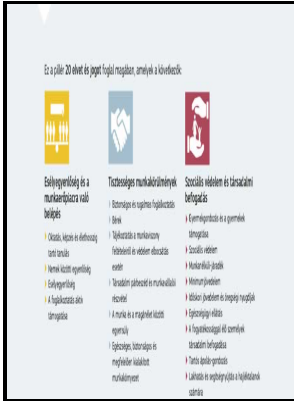 Ez a pillér 20 elvet és jogot foglal magában, amelyek a következők:
Esélyegyenlőség és a
munkaerőpiacra való
belépés
Oktatás, képzés és élethosszig
tartó tanulás
Nemek közötti egyenlőség
Esélyegyenlőség
A foglalkoztatás aktív
támogatása
Tisztességes munkakörülmények
Biztonságos és rugalmas foglalkoztatás
Bérek
Tájékoztatás a munkaviszony
feltételeiről és védelem elbocsátás
esetén
Társadalmi párbeszéd és munkavállalói
részvétel
A munka és a magánélet közötti
egyensúly
Egészséges, biztonságos és
megfelelően kialakított
munkakörnyezet
Szociális védelem és társadalmi
befogadás
Gyermekgondozás és a gyermekek
támogatása
Szociális védelem
Munkanélküli-járadék
Minimumjövedelem
Időskori jövedelem és öregségi nyugdíjak
Egészségügyi ellátás
A fogyatékossággal élő személyek
társadalmi befogadása
Tartós ápolás-gondozás
Lakhatás és segítségnyújtás a hajléktalanok
számára